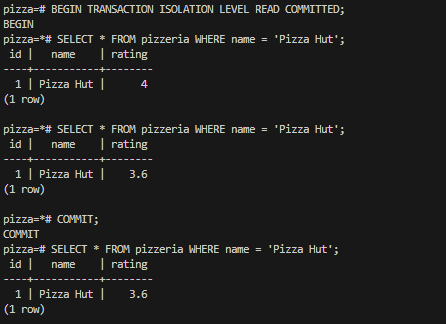 pizza=# BEGIN TRANSACTION ISOLATION LEVEL READ COMMITTED;
BEGIN
pizza=*# SELECT * FROM pizzeria WHERE name = 'Pizza Hut';
 id |   name    | rating
----+-----------+--------
  1 | Pizza Hut |      4
(1 row)

pizza=*# SELECT * FROM pizzeria WHERE name = 'Pizza Hut';
 id |   name    | rating
----+-----------+--------
  1 | Pizza Hut |    3.6
(1 row)

pizza=*# COMMIT;
COMMIT
pizza=# SELECT * FROM pizzeria WHERE name = 'Pizza Hut';
 id |   name    | rating
----+-----------+--------
  1 | Pizza Hut |    3.6
(1 row)